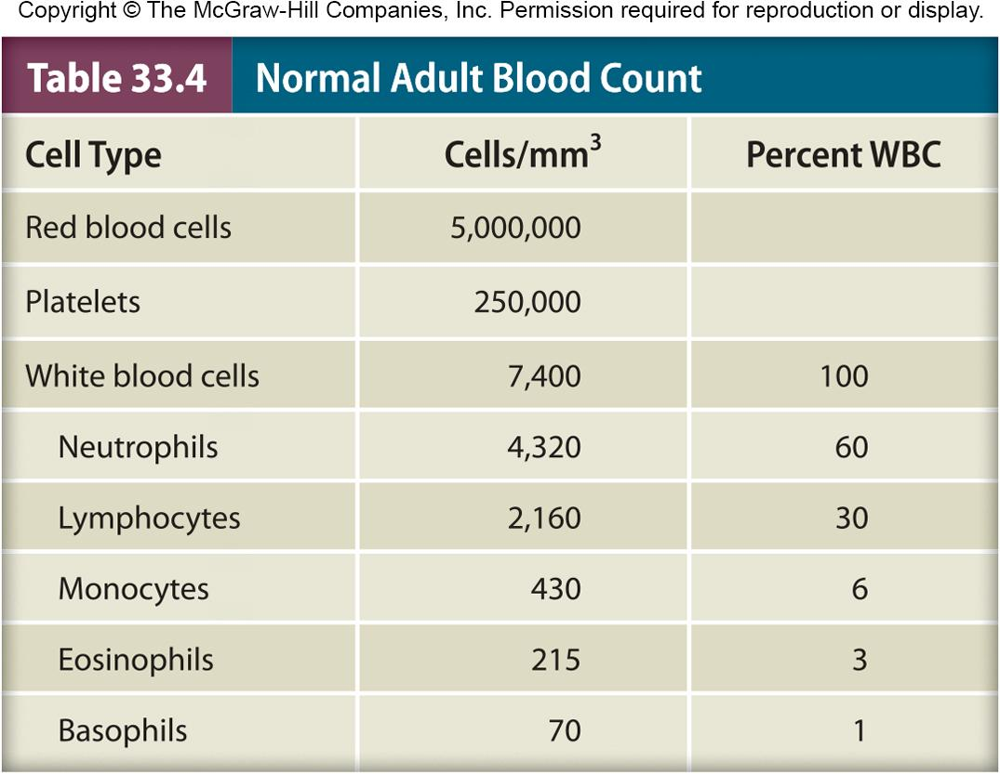 Copyright © The McGraw-Hill Companies, Inc. Permission required for reproduction or display.
Table 33.4 Normal Adult Blood Count
Cell Type Cells/mm³ Percent WBC
Red blood cells 5,000,000
Platelets 250,000
White blood cells 7,400 100
Neutrophils 4,320 60
Lymphocytes 2,160 30
Monocytes 430 6
Eosinophils 215 3
Basophils 70 1